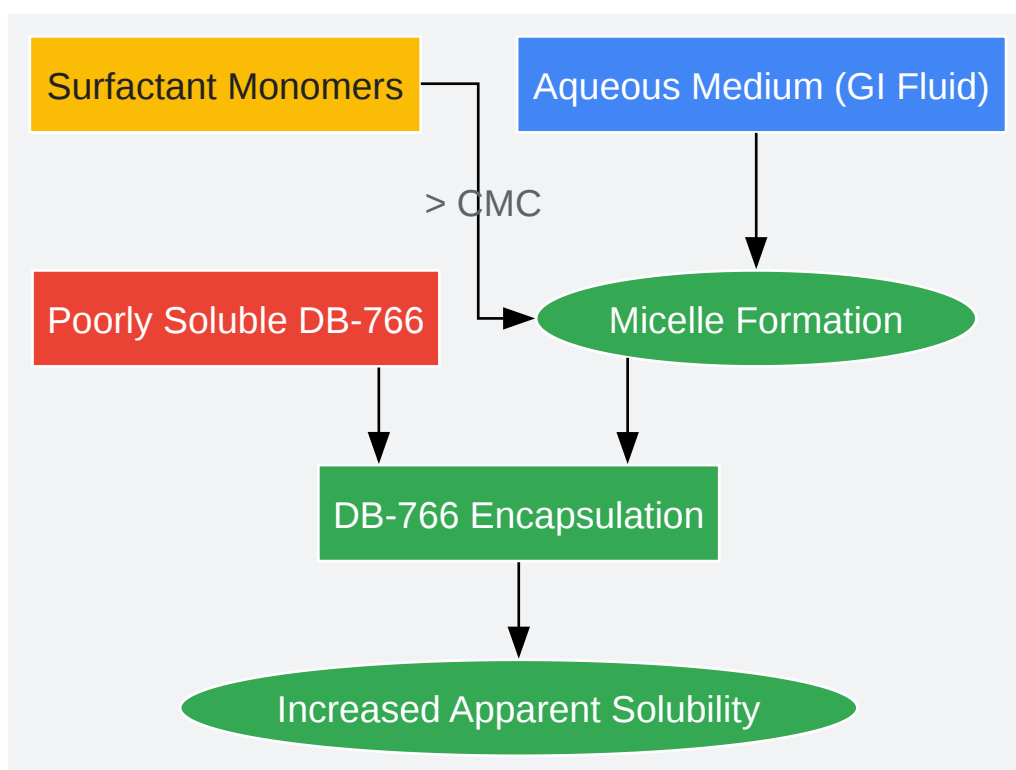 Surfactant Monomers
Aqueous Medium (GI Fluid)
> CMC
Poorly Soluble DB-766
Micelle Formation
DB-766 Encapsulation
Increased Apparent Solubility